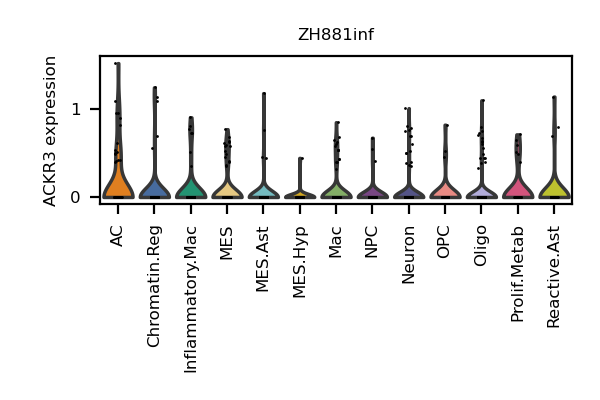 ZH881inf
ACKR3 expression
1
0
AC
Chromatin.Reg
Inflammatory.Mac
MES
MES.Ast
MES.Hyp
Mac
NPC
Neuron
OPC
Oligo
Prolif.Metab
Reactive.Ast